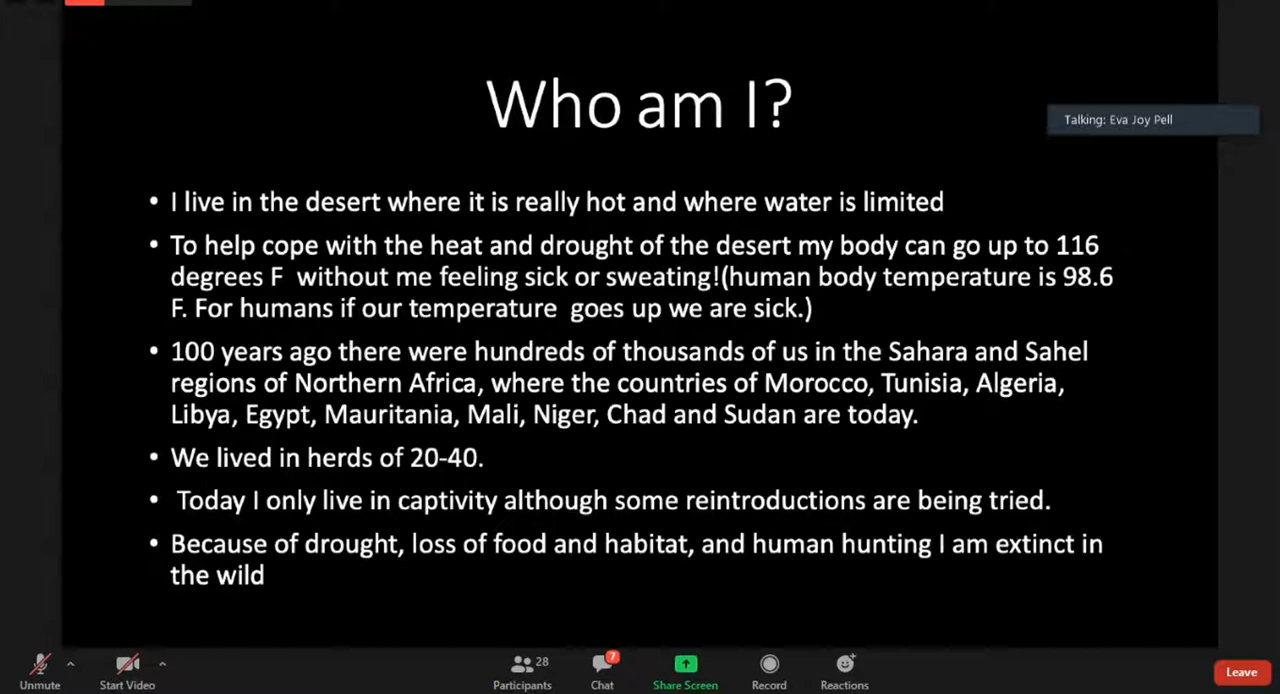 Who am I?
Talking: Eva Joy Pell
• I live in the desert where it is really hot and where water is limited
• To help cope with the heat and drought of the desert my body can go up to 116
degrees F  without me feeling sick or sweating!(human body temperature is 98.6
F. For humans if our temperature  goes up we are sick.)
• 100 years ago there were hundreds of thousands of us in the Sahara and Sahel
regions of Northern Africa, where the countries of Morocco, Tunisia, Algeria,
Libya, Egypt, Mauritania, Mali, Niger, Chad and Sudan are today.
• We lived in herds of 20-40.
•  Today I only live in captivity although some reintroductions are being tried.
• Because of drought, loss of food and habitat, and human hunting I am extinct in
the wild
28
7
Unmute
Start Video
Participants
Chat
Share Screen
Record
Reactions
Leave